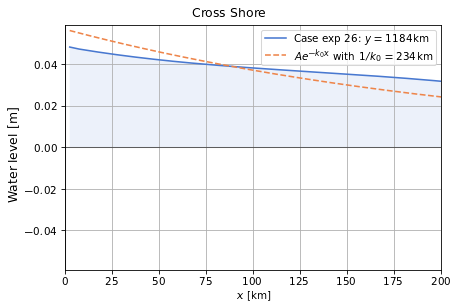 Cross Shore
Case exp 26: y = 1184km
Ae^{-k₀x} with 1/k₀ = 234km
Water level [m]
0.04
0.02
0.00
−0.02
−0.04
0 25 50 75 100 125 150 175 200
x [km]